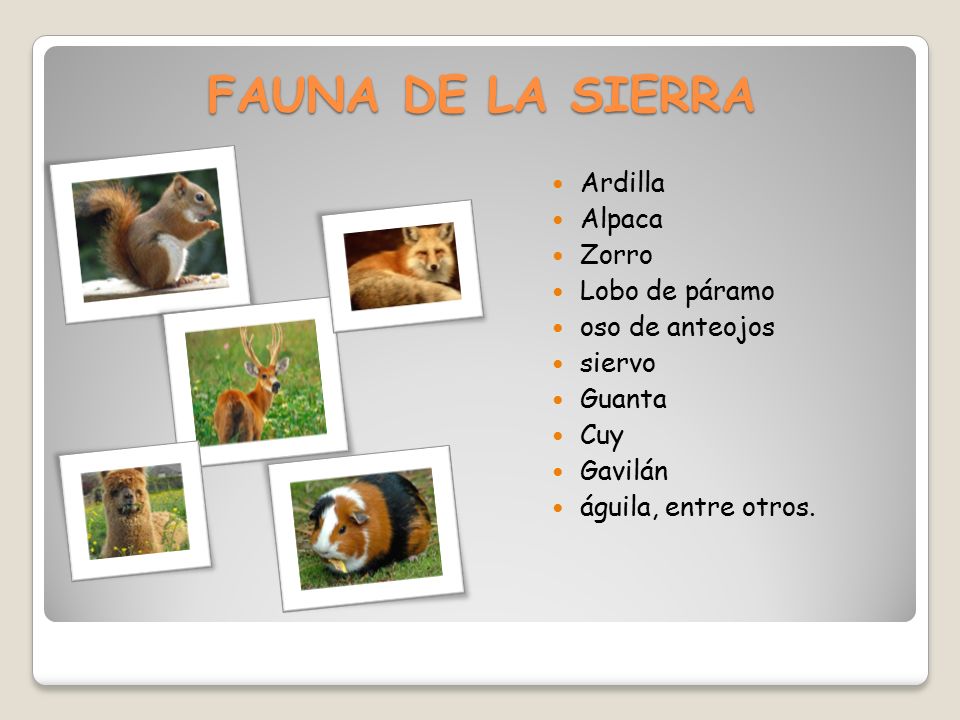 FAUNA DE LA SIERRA
Ardilla
Alpaca
Zorro
Lobo de páramo
oso de anteojos
siervo
Guanta
Cuy
Gavilán
águila, entre otros.